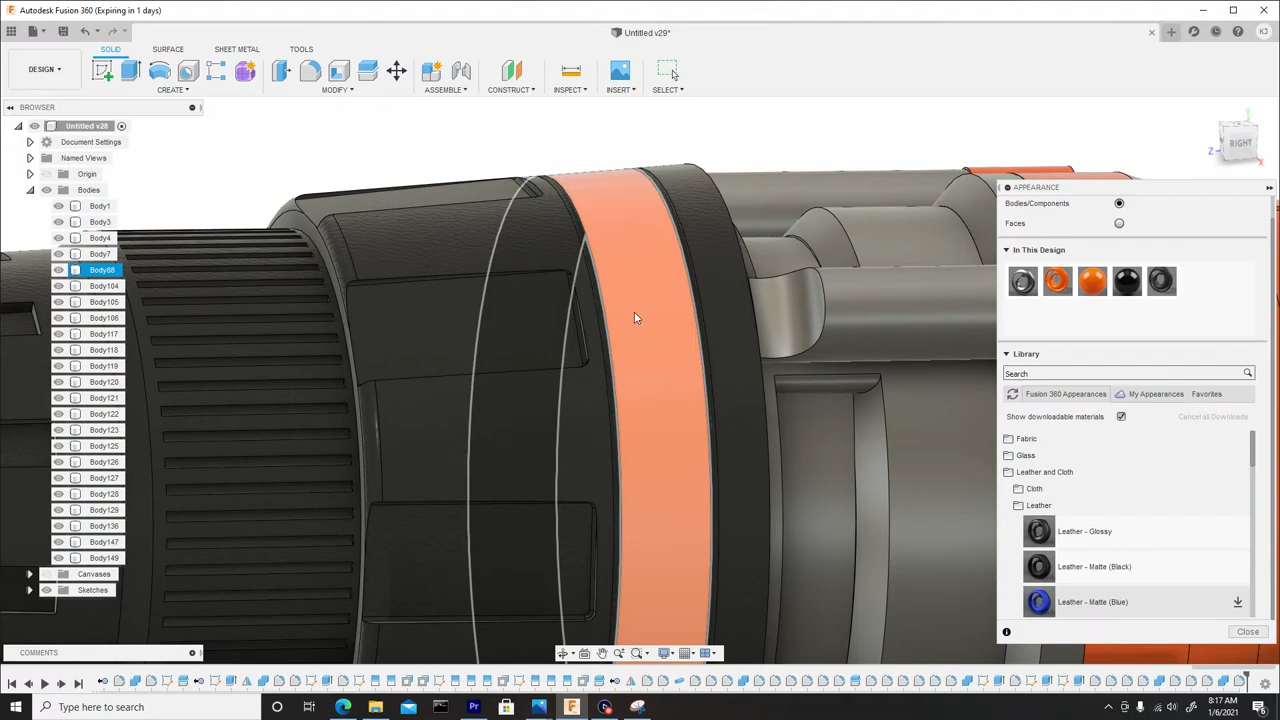 Autodesk Fusion 360 (Expiring in 1 days)
Untitled v29*
KJ
DESIGN
SOLID
SURFACE
SHEET METAL
TOOLS
CREATE
MODIFY
ASSEMBLE
CONSTRUCT
INSPECT
INSERT
SELECT
BROWSER
Untitled v28
Document Settings
Named Views
Origin
Bodies
Body1
Body3
Body4
Body7
Body88
Body104
Body105
Body106
Body117
Body118
Body119
Body120
Body121
Body122
Body123
Body125
Body126
Body127
Body128
Body129
Body136
Body147
Body149
Canvases
Sketches
COMMENTS
Y
RIGHT
Z
X
APPEARANCE
Bodies/Components
Faces
In This Design
Library
Search
Fusion 360 Appearances
My Appearances
Favorites
Show downloadable materials
Cancel all Downloads
Fabric
Glass
Leather and Cloth
Cloth
Leather
Leather - Glossy
Leather - Matte (Black)
Leather - Matte (Blue)
Close
Type here to search
Pr
F
8:17 AM
1/6/2021